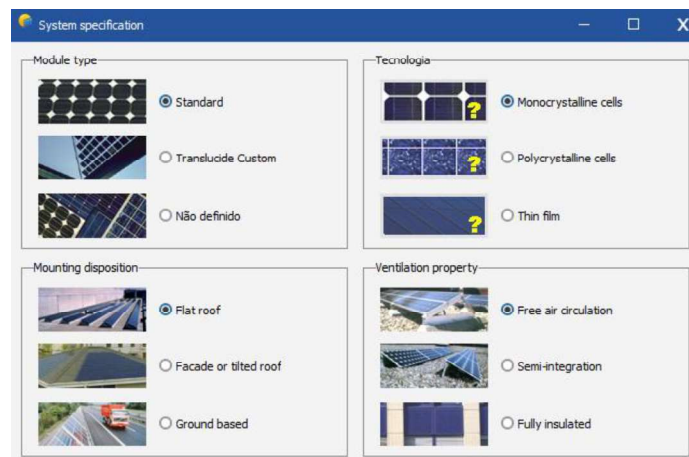 System specification
Module type
Standard
Translucide Custom
Não definido
Tecnologia
Monocrystalline cells
?
Polycrystalline cells
?
Thin film
?
Mounting disposition
Flat roof
Facade or tilted roof
Ground based
Ventilation property
Free air circulation
Semi-integration
Fully insulated